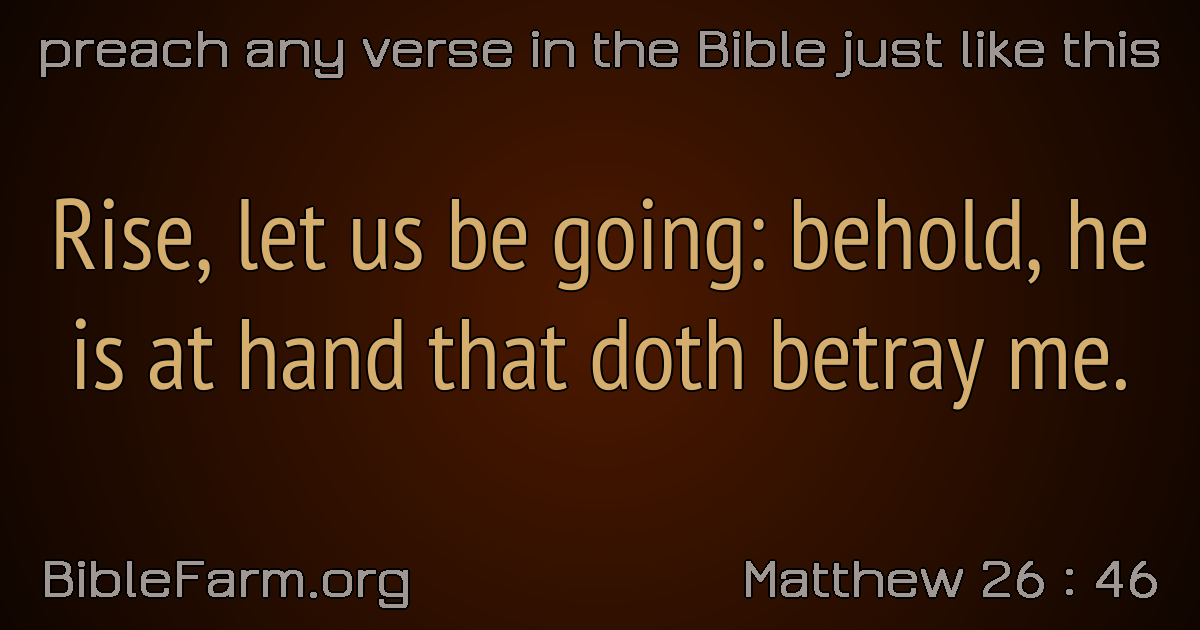 preach any verse in the Bible just like this
Rise, let us be going: behold, he
is at hand that doth betray me.
BibleFarm.org
Matthew 26 : 46